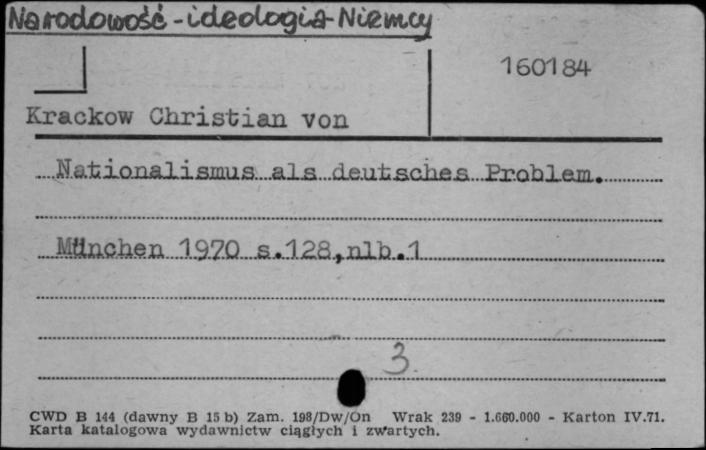 Narodowość - ideologia - Niemcy
160184
Krackow Christian von
Nationalismus als deutsches Problem.
München 1970 s.128,nlb.1
3
CWD B 144 (dawny B 15 b) Zam. 198/Dw/On Wrak 239 - 1.660.000 - Karton IV.71.
Karta katalogowa wydawnictw ciągłych i zwartych.